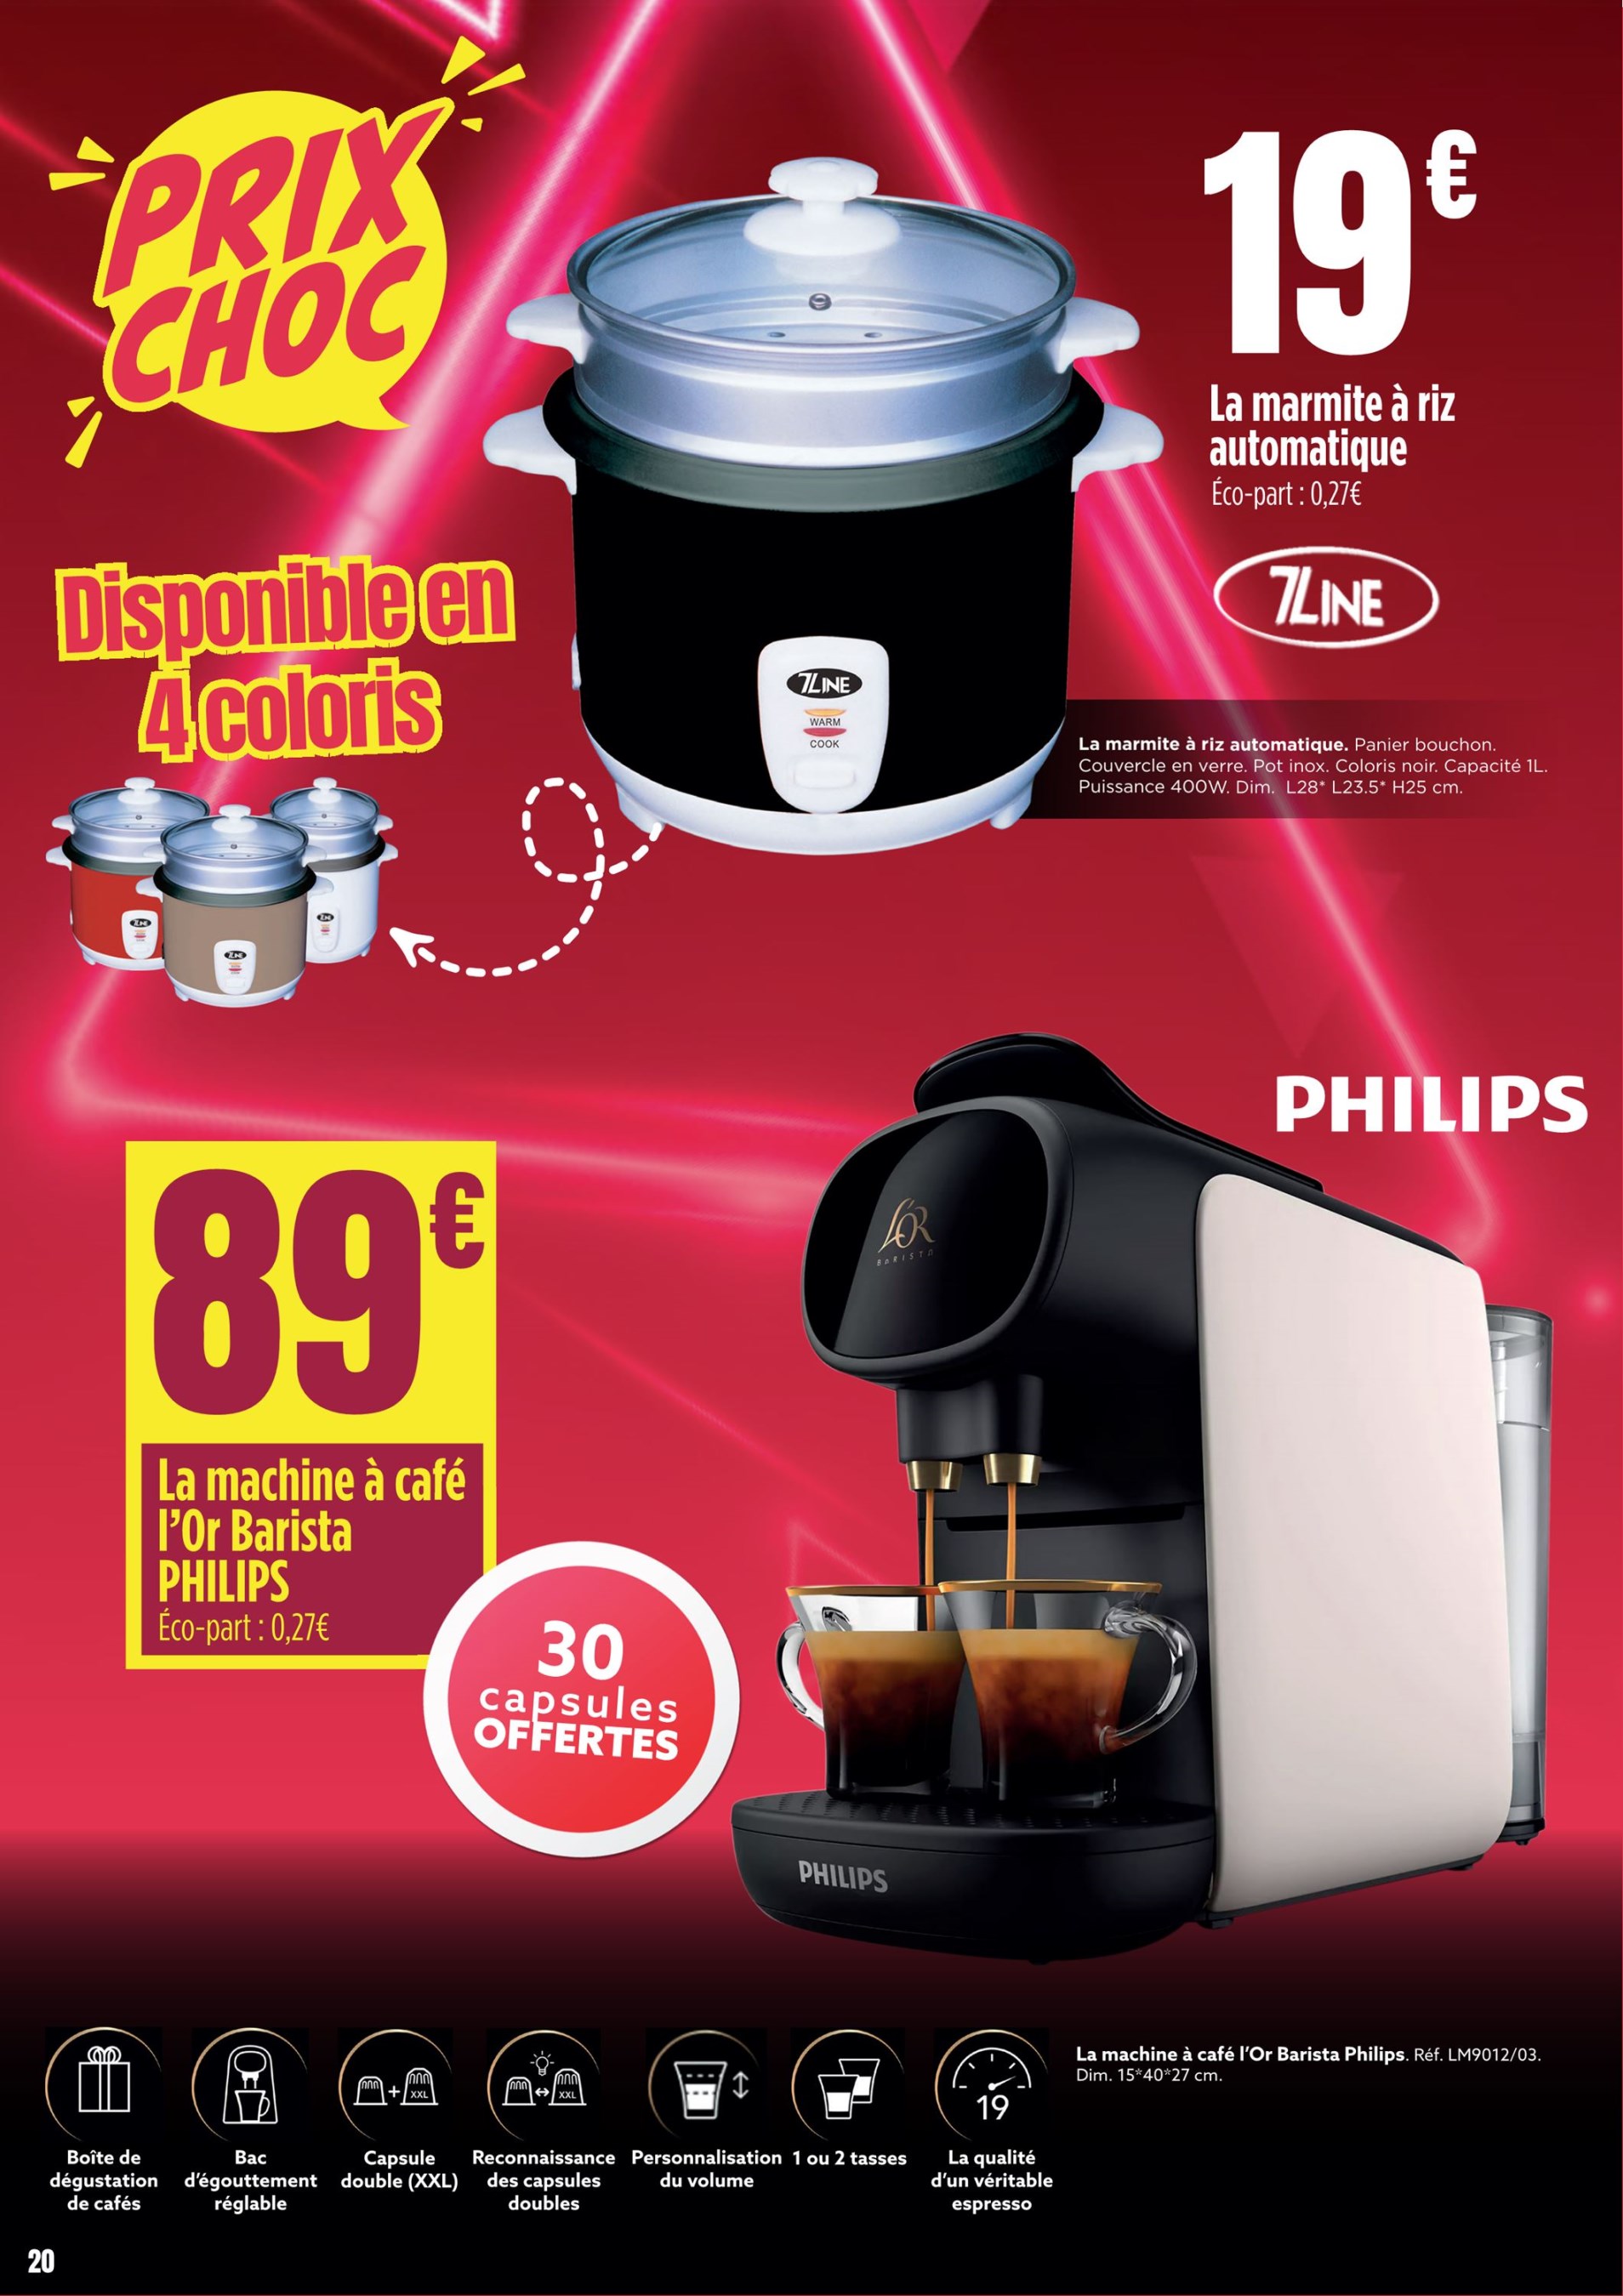 PRIX
CHOC
19€
La marmite à riz
automatique
Éco-part : 0,27€
7LINE
Disponible en
4 coloris
7LINE
WARM
COOK
La marmite à riz automatique. Panier bouchon.
Couvercle en verre. Pot inox. Coloris noir. Capacité 1L.
Puissance 400W. Dim. L28* L23.5* H25 cm.
7LINE
7LINE
7LINE
PHILIPS
L'OR
BARISTA
89€
La machine à café
l'Or Barista
PHILIPS
Éco-part : 0,27€
30
capsules
OFFERTES
PHILIPS
XXL
XXL
19
La machine à café l'Or Barista Philips. Réf. LM9012/03.
Dim. 15*40*27 cm.
Boîte de
dégustation
de cafés
Bac
d'égouttement
réglable
Capsule
double (XXL)
Reconnaissance
des capsules
doubles
Personnalisation
du volume
1 ou 2 tasses
La qualité
d'un véritable
espresso
20